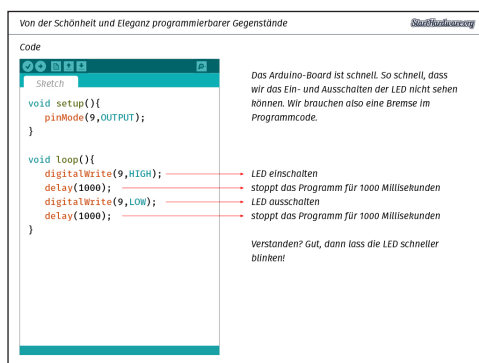 Von der Schönheit und Eleganz programmierbarer Gegenstände
StartHardware.org
Code
Sketch
Das Arduino-Board ist schnell. So schnell, dass
wir das Ein- und Ausschalten der LED nicht sehen
können. Wir brauchen also eine Bremse im
Programmcode.
void setup(){
pinMode(9,OUTPUT);
}
void loop(){
digitalWrite(9,HIGH); LED einschalten
delay(1000); stoppt das Programm für 1000 Millisekunden
digitalWrite(9,LOW); LED ausschalten
delay(1000); stoppt das Programm für 1000 Millisekunden
}
Verstanden? Gut, dann lass die LED schneller
blinken!